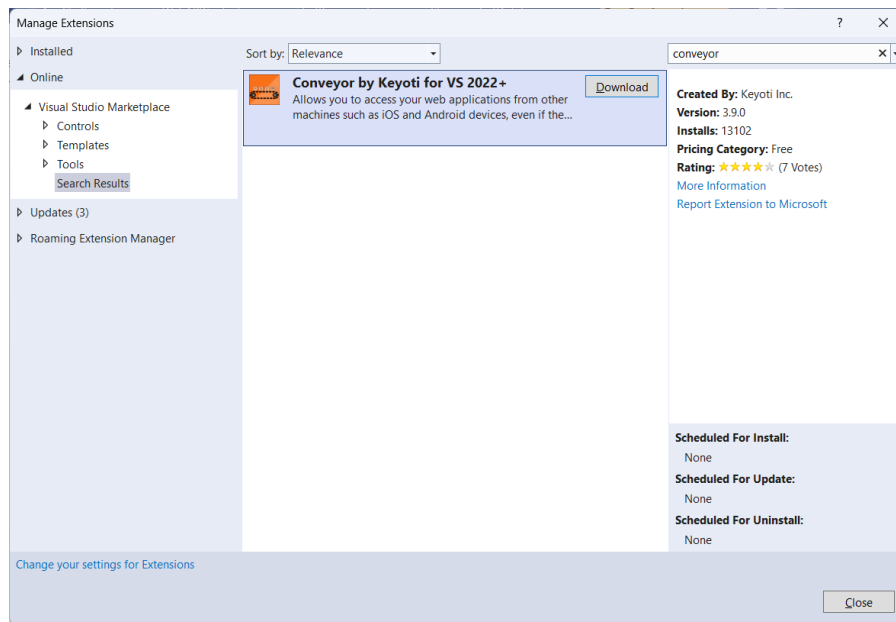 Manage Extensions
?
Installed
Online
Visual Studio Marketplace
Controls
Templates
Tools
Search Results
Updates (3)
Roaming Extension Manager
Sort by: Relevance
Conveyor by Keyoti for VS 2022+
Download
Allows you to access your web applications from other
machines such as iOS and Android devices, even if the...
conveyor
Created By: Keyoti Inc.
Version: 3.9.0
Installs: 13102
Pricing Category: Free
Rating: (7 Votes)
More Information
Report Extension to Microsoft
Scheduled For Install:
None
Scheduled For Update:
None
Scheduled For Uninstall:
None
Change your settings for Extensions
Close